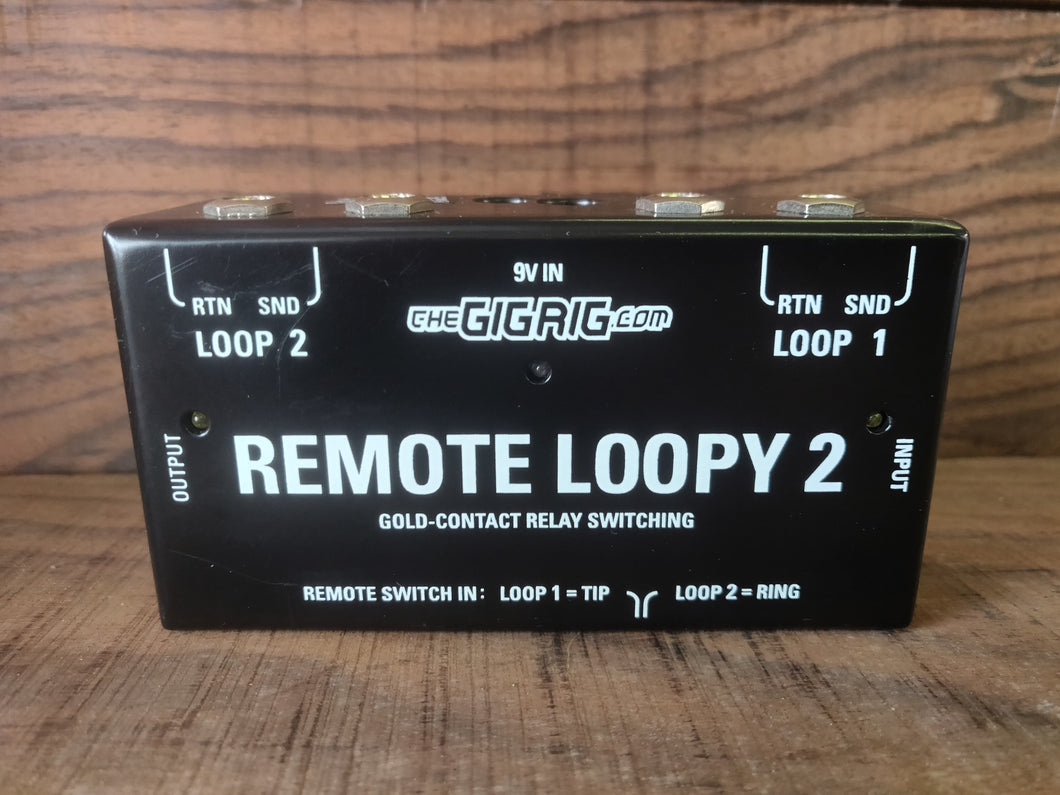 9V IN
theGIGRIG.com
RTN SND
LOOP 2
RTN SND
LOOP 1
OUTPUT
INPUT
REMOTE LOOPY 2
GOLD-CONTACT RELAY SWITCHING
REMOTE SWITCH IN: LOOP 1 = TIP LOOP 2 = RING